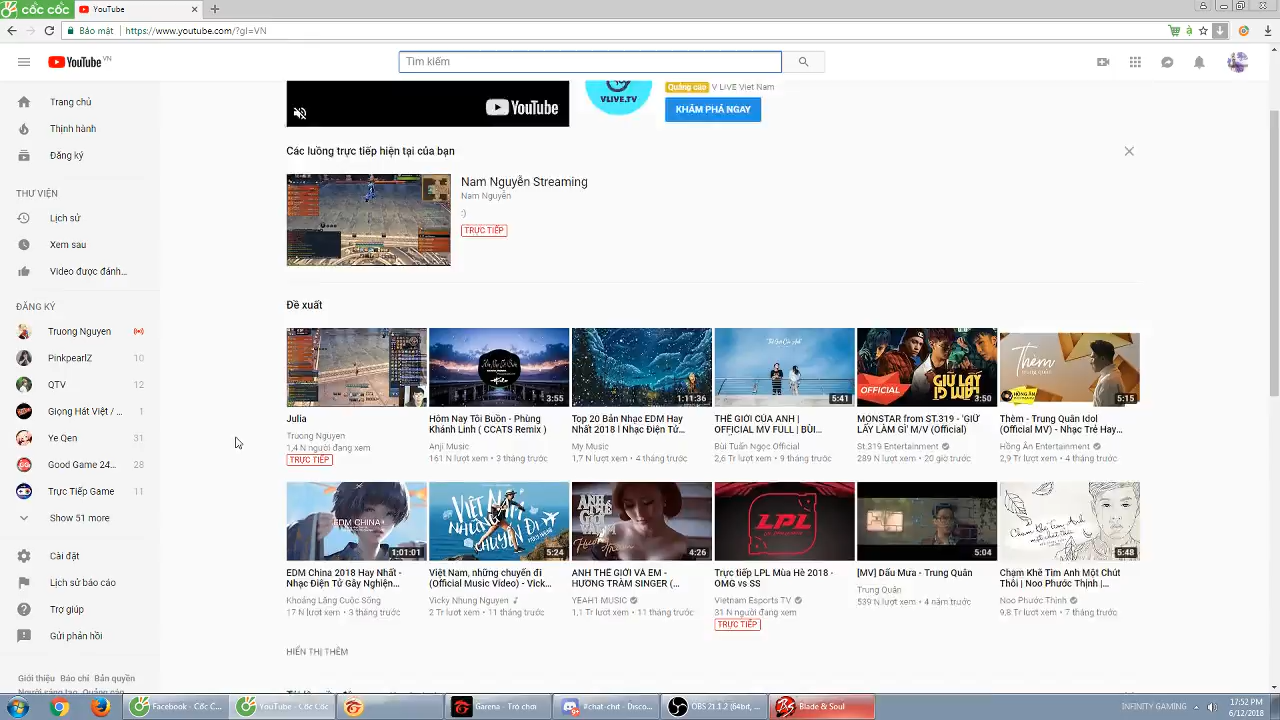 CỐC CỐC
YouTube
Bảo mật
https://www.youtube.com/?gl=VN
YouTube VN
Tìm kiếm
Trang chủ
Thịnh hành
Đăng ký
THƯ VIỆN
Lịch sử
Xem sau
Video được đánh...
ĐĂNG KÝ
Truong Nguyen
PinkpearlZ 10
QTV 12
Giọng Hát Việt / ... 1
Ye Qen 31
Good Game 24... 28
Trực Tiếp Game 11
Show 51 more
Cài đặt
Lịch sử báo cáo
Trợ giúp
Gửi phản hồi
Giới thiệu Báo chí Bản quyền
YouTube
VLIVE.TV
Quảng cáo V LIVE Viet Nam
KHÁM PHÁ NGAY
Các luồng trực tiếp hiện tại của bạn
Nam Nguyễn Streaming
Nam Nguyễn
:)
TRỰC TIẾP
Đề xuất
Julia
Truong Nguyen
1,4 N người đang xem
TRỰC TIẾP
3:55
Hôm Nay Tôi Buồn - Phùng
Khánh Linh ( CCATS Remix )
Anji Music
161 N lượt xem • 3 tháng trước
1:11:36
Top 20 Bản Nhạc EDM Hay
Nhất 2018 | Nhạc Điện Tử...
My Music
1,7 N lượt xem • 4 tháng trước
5:41
THẾ GIỚI CỦA ANH |
OFFICIAL MV FULL | BÙI...
Bùi Tuấn Ngọc Official
2,6 Tr lượt xem • 9 tháng trước
OFFICIAL
GIỮ LẤY
3:50
MONSTAR from ST.319 - 'GIỮ
LẤY LÀM GÌ' M/V (Official)
St.319 Entertainment
289 N lượt xem • 20 giờ trước
Thèm
HỒNG ÂN
5:15
Thèm - Trung Quân Idol
(Official MV) - Nhạc Trẻ Hay...
Hồng Ân Entertainment
2,9 Tr lượt xem • 4 tháng trước
EDM CHINA
1:01:01
EDM China 2018 Hay Nhất -
Nhạc Điện Tử Gây Nghiện...
Khoảng Lặng Cuộc Sống
17 N lượt xem • 3 tháng trước
VIỆT NAM
NHỮNG
CHUYẾN ĐI
5:24
Việt Nam, những chuyến đi
(Official Music Video) - Vick...
Vicky Nhung Nguyen
2 Tr lượt xem • 11 tháng trước
4:26
ANH THẾ GIỚI VÀ EM -
HƯƠNG TRÀM SINGER (...
YEAH1 MUSIC
1,1 Tr lượt xem • 11 tháng trước
LPL
Trực tiếp LPL Mùa Hè 2018 -
OMG vs SS
Vietnam Esports TV
31 N người đang xem
TRỰC TIẾP
5:04
[MV] Dấu Mưa - Trung Quân
Trung Quân
539 N lượt xem • 4 năm trước
5:48
Chạm Khẽ Tim Anh Một Chút
Thôi | Noo Phước Thịnh |...
Noo Phước Thịnh
9,8 Tr lượt xem • 7 tháng trước
HIỂN THỊ THÊM
Facebook - Cốc C...
YouTube - Cốc Cốc
Garena - Trò chơi
#chat-chit - Disco...
OBS 21.1.2 (64bit, ...
Blade & Soul
INFINITY GAMING
17:52 PM
6/12/2018